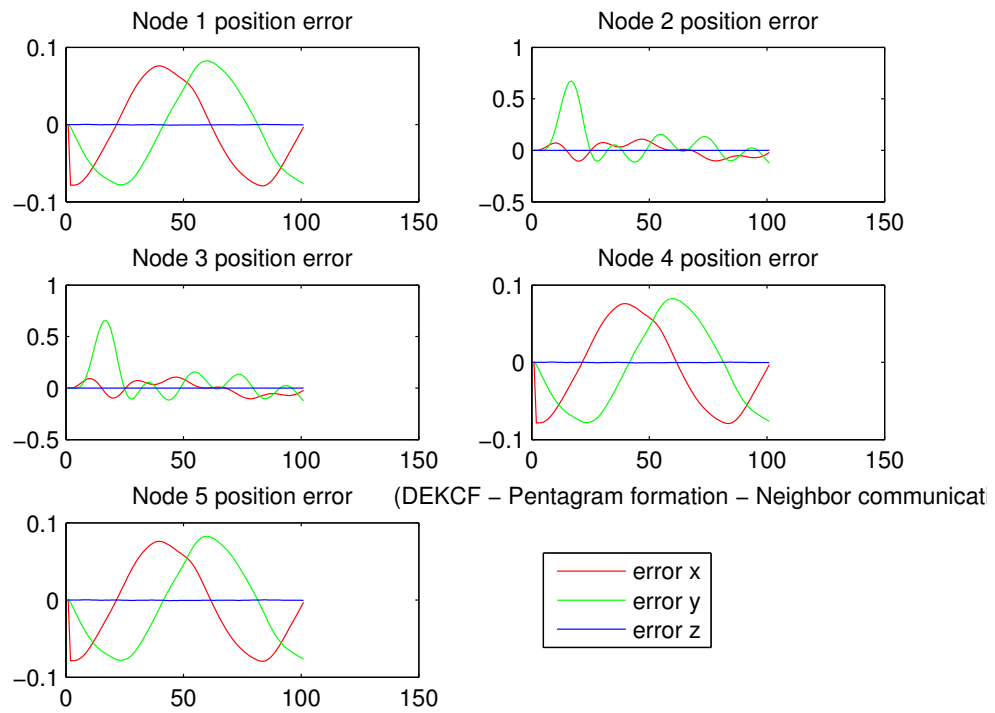 Node 1 position error
0.1
0
−0.1
0 50 100 150
Node 2 position error
1
0.5
0
−0.5
0 50 100 150
Node 3 position error
1
0.5
0
−0.5
0 50 100 150
Node 4 position error
0.1
0
−0.1
0 50 100 150
Node 5 position error
0.1
0
−0.1
0 50 100 150
(DEKCF − Pentagram formation − Neighbor communicati
error x
error y
error z